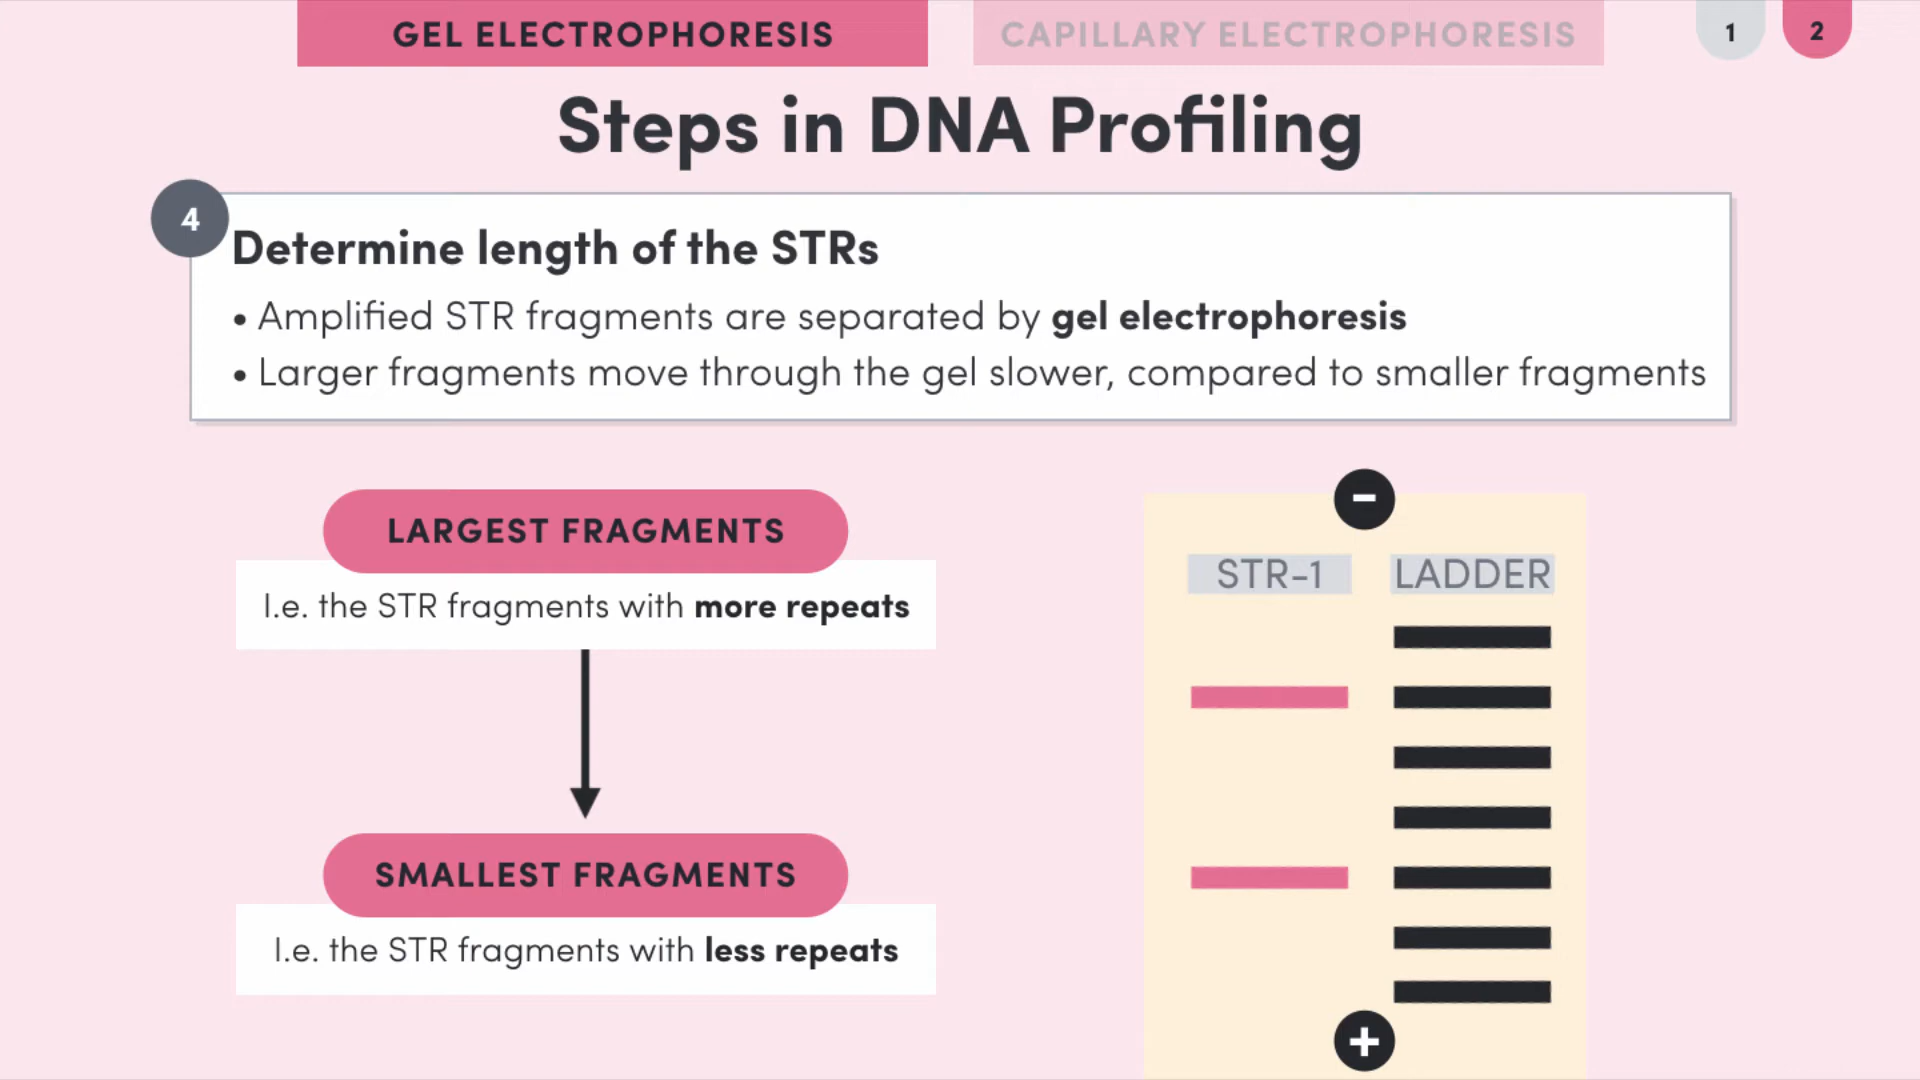 GEL ELECTROPHORESIS
CAPILLARY ELECTROPHORESIS
1
2
Steps in DNA Profiling
4
Determine length of the STRs
• Amplified STR fragments are separated by gel electrophoresis
• Larger fragments move through the gel slower, compared to smaller fragments
LARGEST FRAGMENTS
I.e. the STR fragments with more repeats
SMALLEST FRAGMENTS
I.e. the STR fragments with less repeats
-
STR-1
LADDER
+